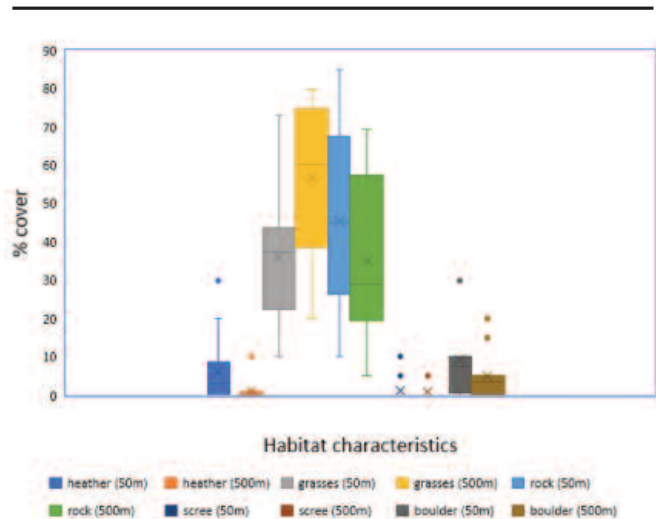 90
80
70
60
50
40
30
20
10
0
% cover
Habitat characteristics
heather (50m) heather (500m) grasses (50m) grasses (500m) rock (50m)
rock (500m) scree (50m) scree (500m) boulder (50m) boulder (500m)